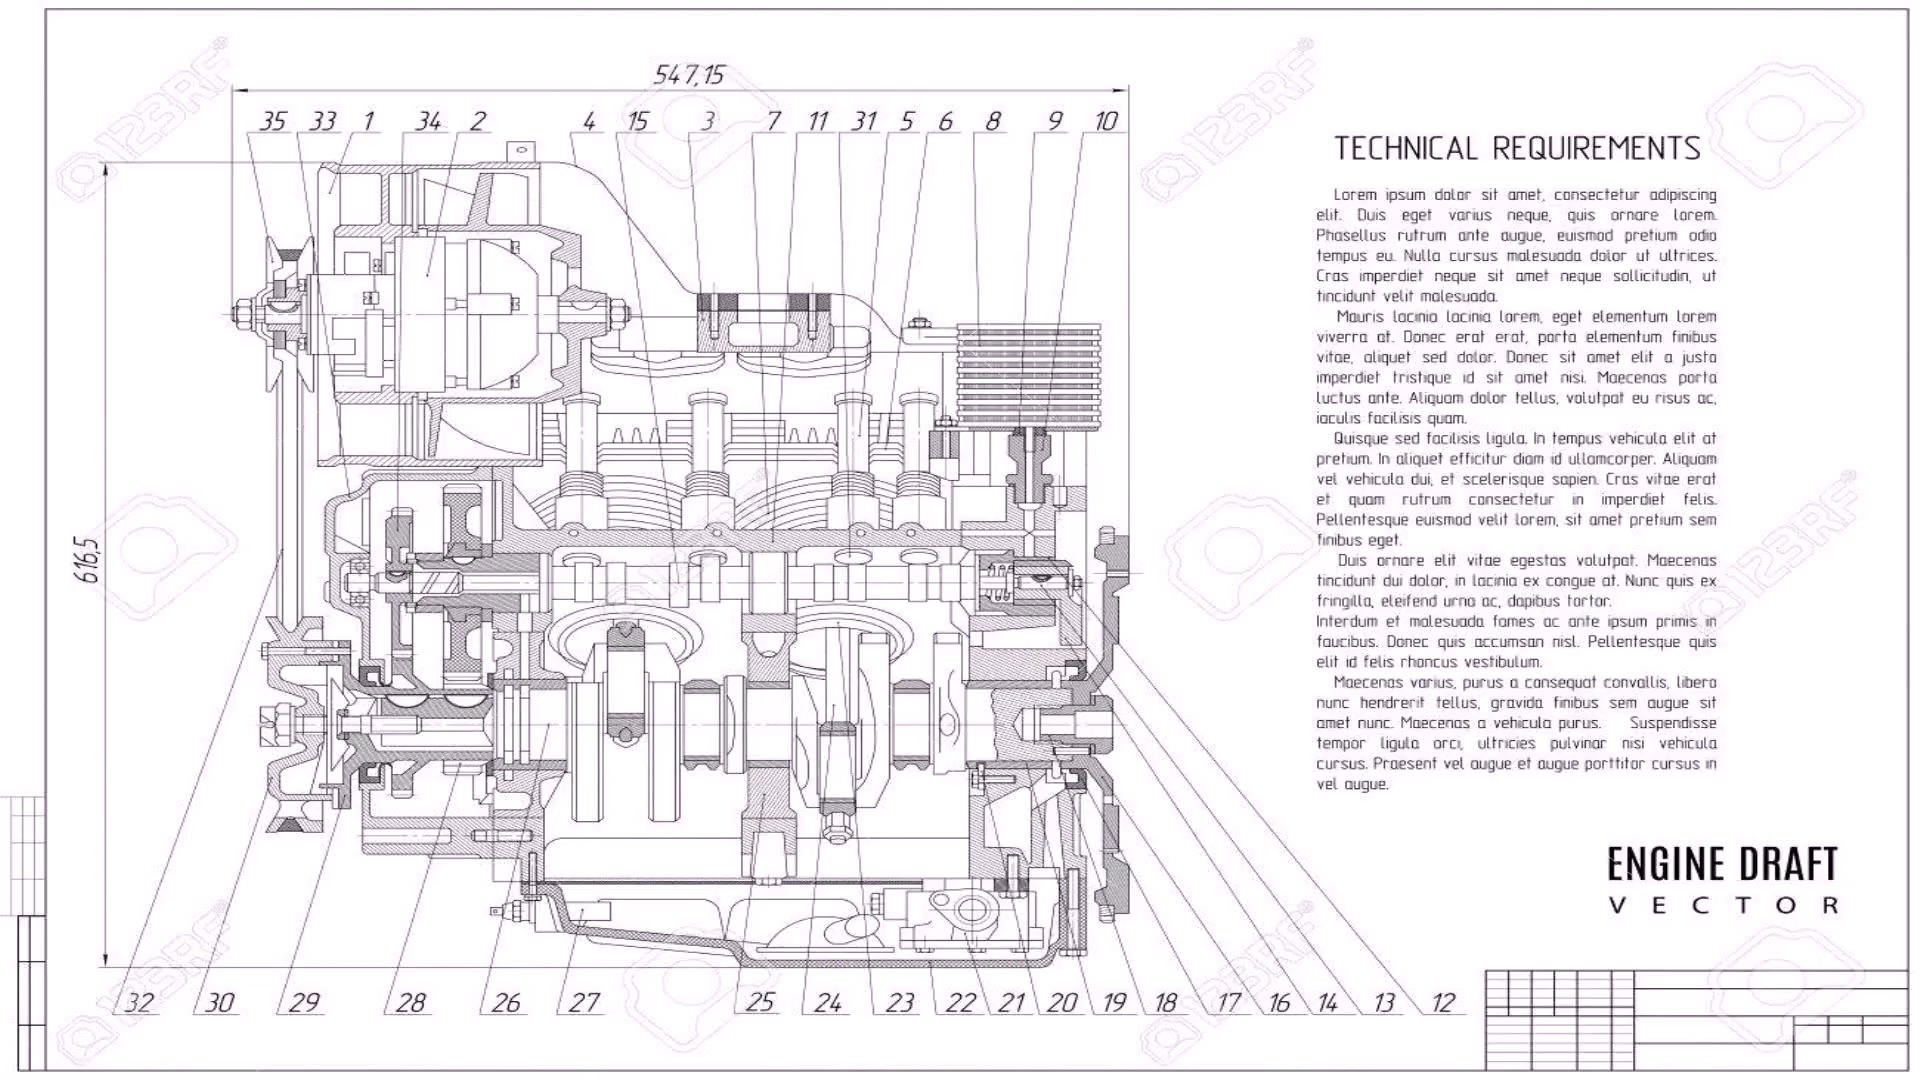 547,15
35 33 1 34 2 4 15 3 7 11 31 5 6 8 9 10
616,5
TECHNICAL REQUIREMENTS
Lorem ipsum dolor sit amet, consectetur adipiscing
elit. Duis eget varius neque, quis ornare lorem.
Phasellus rutrum ante augue, euismod pretium odio
tempus eu. Nulla cursus malesuada dolor ut ultrices.
Cras imperdiet neque sit amet neque sollicitudin, ut
tincidunt velit malesuada.
Mauris lacinia lacinia lorem, eget elementum lorem
viverra at. Donec erat erat, porta elementum finibus
vitae, aliquet sed dolor. Donec sit amet elit a justo
imperdiet tristique id sit amet nisi. Maecenas porta
luctus ante. Aliquam dolor tellus, volutpat eu risus ac,
iaculis facilisis quam.
Quisque sed facilisis ligula. In tempus vehicula elit at
pretium. In aliquet efficitur diam id ullamcorper. Aliquam
vel vehicula dui, et scelerisque sapien. Cras vitae erat
et quam rutrum consectetur in imperdiet felis.
Pellentesque euismod velit lorem, sit amet pretium sem
finibus eget.
Duis ornare elit vitae egestas volutpat. Maecenas
tincidunt dui dolor, in lacinia ex congue at. Nunc quis ex
fringilla, eleifend urna ac, dapibus tortor.
Interdum et malesuada fames ac ante ipsum primis in
faucibus. Donec quis accumsan nisl. Pellentesque quis
elit id felis rhoncus vestibulum.
Maecenas varius, purus a consequat convallis, libero
nunc hendrerit tellus, gravida finibus sem augue sit
amet nunc. Maecenas a vehicula purus. Suspendisse
tempor ligula orci, ultricies pulvinar nisi vehicula
cursus. Praesent vel augue et augue porttitor cursus in
vel augue.
ENGINE DRAFT
VECTOR
32 30 29 28 26 27 25 24 23 22 21 20 19 18 17 16 14 13 12
123RF
123RF
123RF
123RF
123RF
123RF